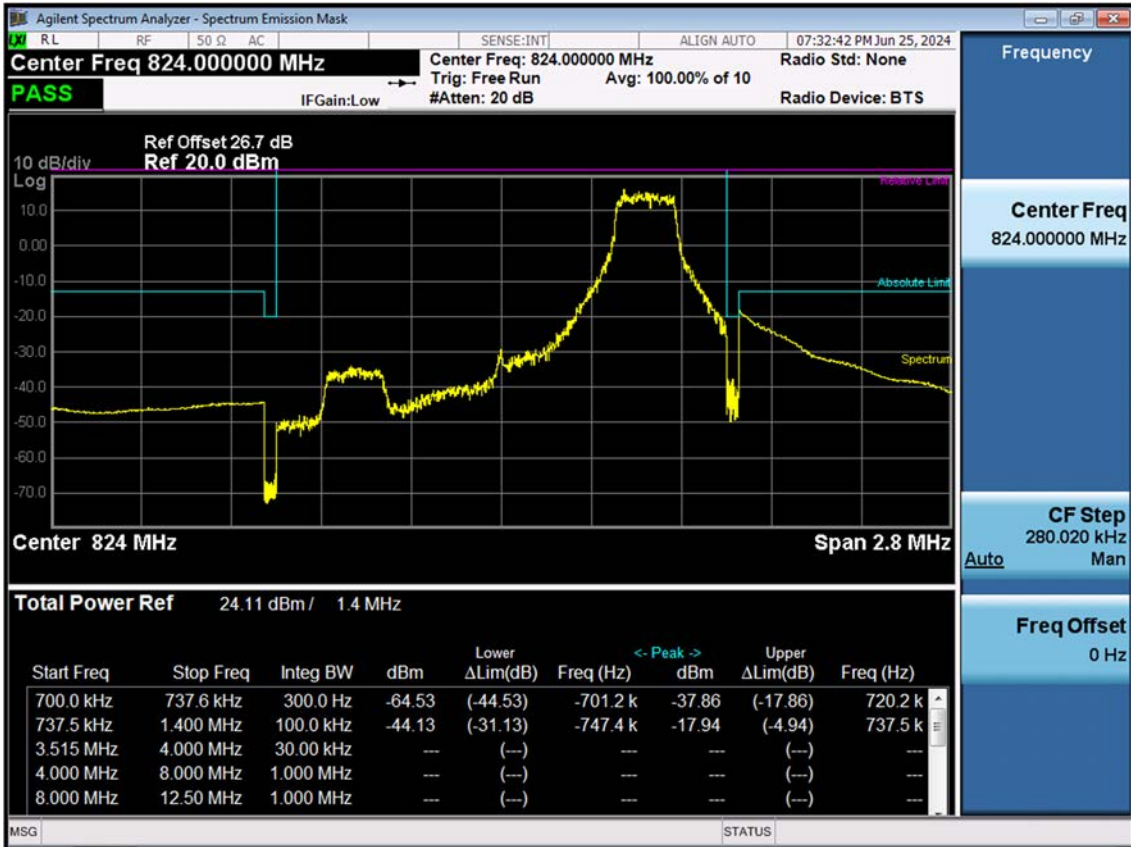 Agilent Spectrum Analyzer - Spectrum Emission Mask
LXI RL RF 50 Ω AC SENSE:INT ALIGN AUTO 07:32:42 PM Jun 25, 2024
Center Freq 824.000000 MHz Center Freq: 824.000000 MHz Radio Std: None
Trig: Free Run Avg: 100.00% of 10
PASS IFGain:Low #Atten: 20 dB Radio Device: BTS
Frequency
Ref Offset 26.7 dB
10 dB/div Ref 20.0 dBm
Log
Relative Limit
10.0
0.00
-10.0
Absolute Limit
-20.0
-30.0
Spectrum
-40.0
-50.0
-60.0
-70.0
Center 824 MHz Span 2.8 MHz
Center Freq
824.000000 MHz
CF Step
280.020 kHz
Auto Man
Freq Offset
0 Hz
Total Power Ref 24.11 dBm / 1.4 MHz
Lower <- Peak -> Upper
Start Freq Stop Freq Integ BW dBm ΔLim(dB) Freq (Hz) dBm ΔLim(dB) Freq (Hz)
700.0 kHz 737.6 kHz 300.0 Hz -64.53 (-44.53) -701.2 k -37.86 (-17.86) 720.2 k
737.5 kHz 1.400 MHz 100.0 kHz -44.13 (-31.13) -747.4 k -17.94 (-4.94) 737.5 k
3.515 MHz 4.000 MHz 30.00 kHz --- (---) --- --- (---) ---
4.000 MHz 8.000 MHz 1.000 MHz --- (---) --- --- (---) ---
8.000 MHz 12.50 MHz 1.000 MHz --- (---) --- --- (---) ---
MSG STATUS